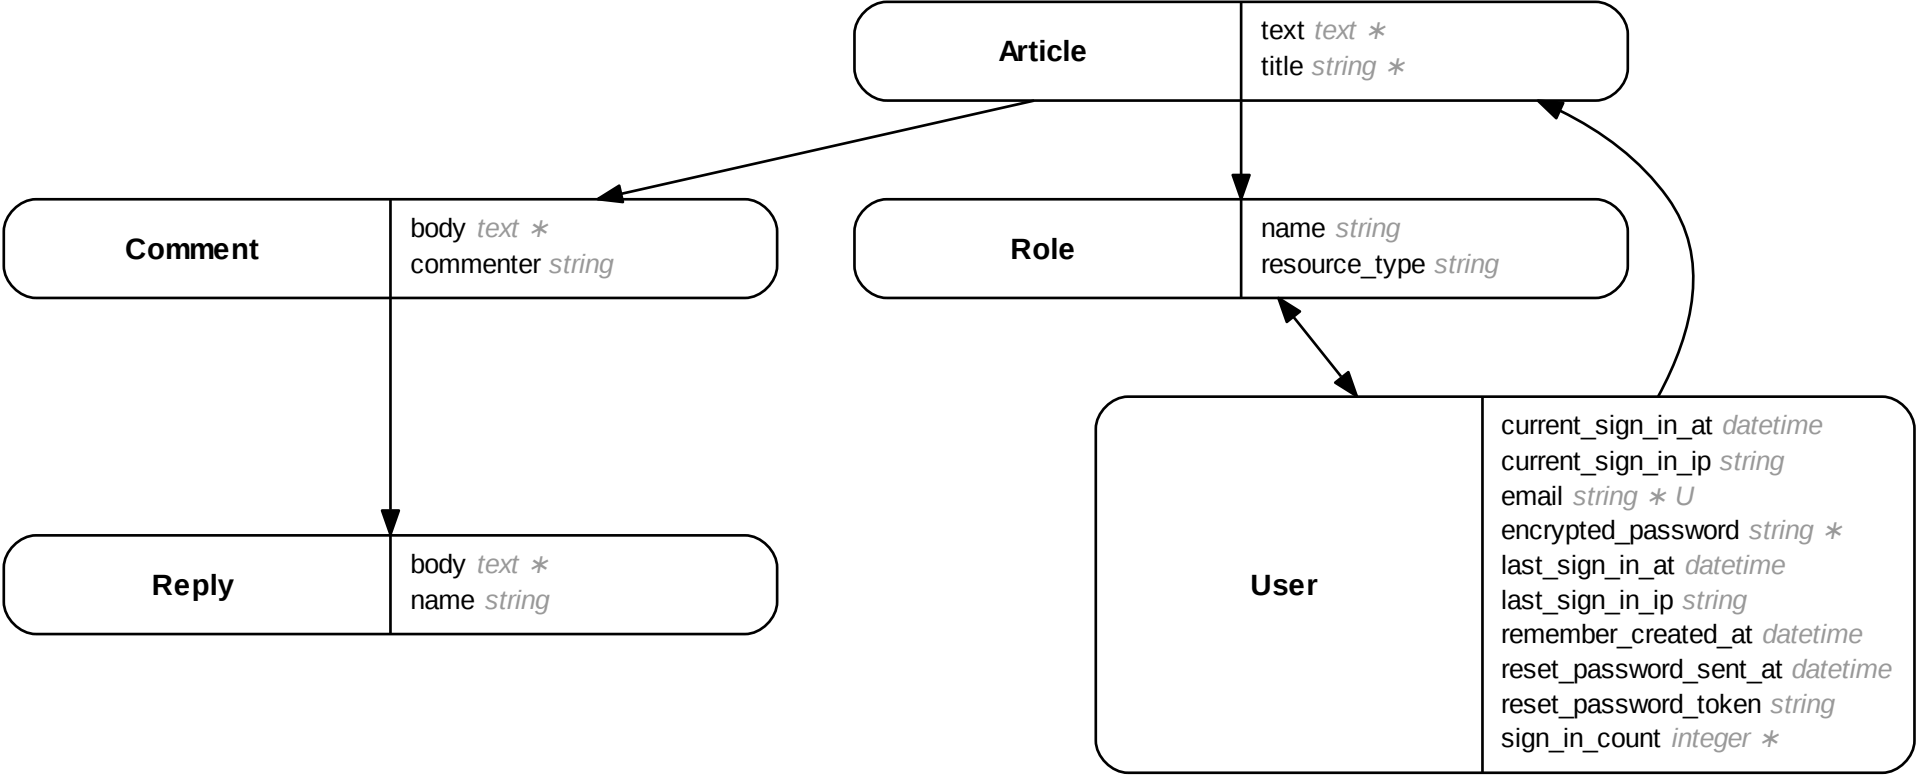 Article
text text ∗
title string ∗
Comment
body text ∗
commenter string
Role
name string
resource_type string
Reply
body text ∗
name string
User
current_sign_in_at datetime
current_sign_in_ip string
email string ∗ U
encrypted_password string ∗
last_sign_in_at datetime
last_sign_in_ip string
remember_created_at datetime
reset_password_sent_at datetime
reset_password_token string
sign_in_count integer ∗